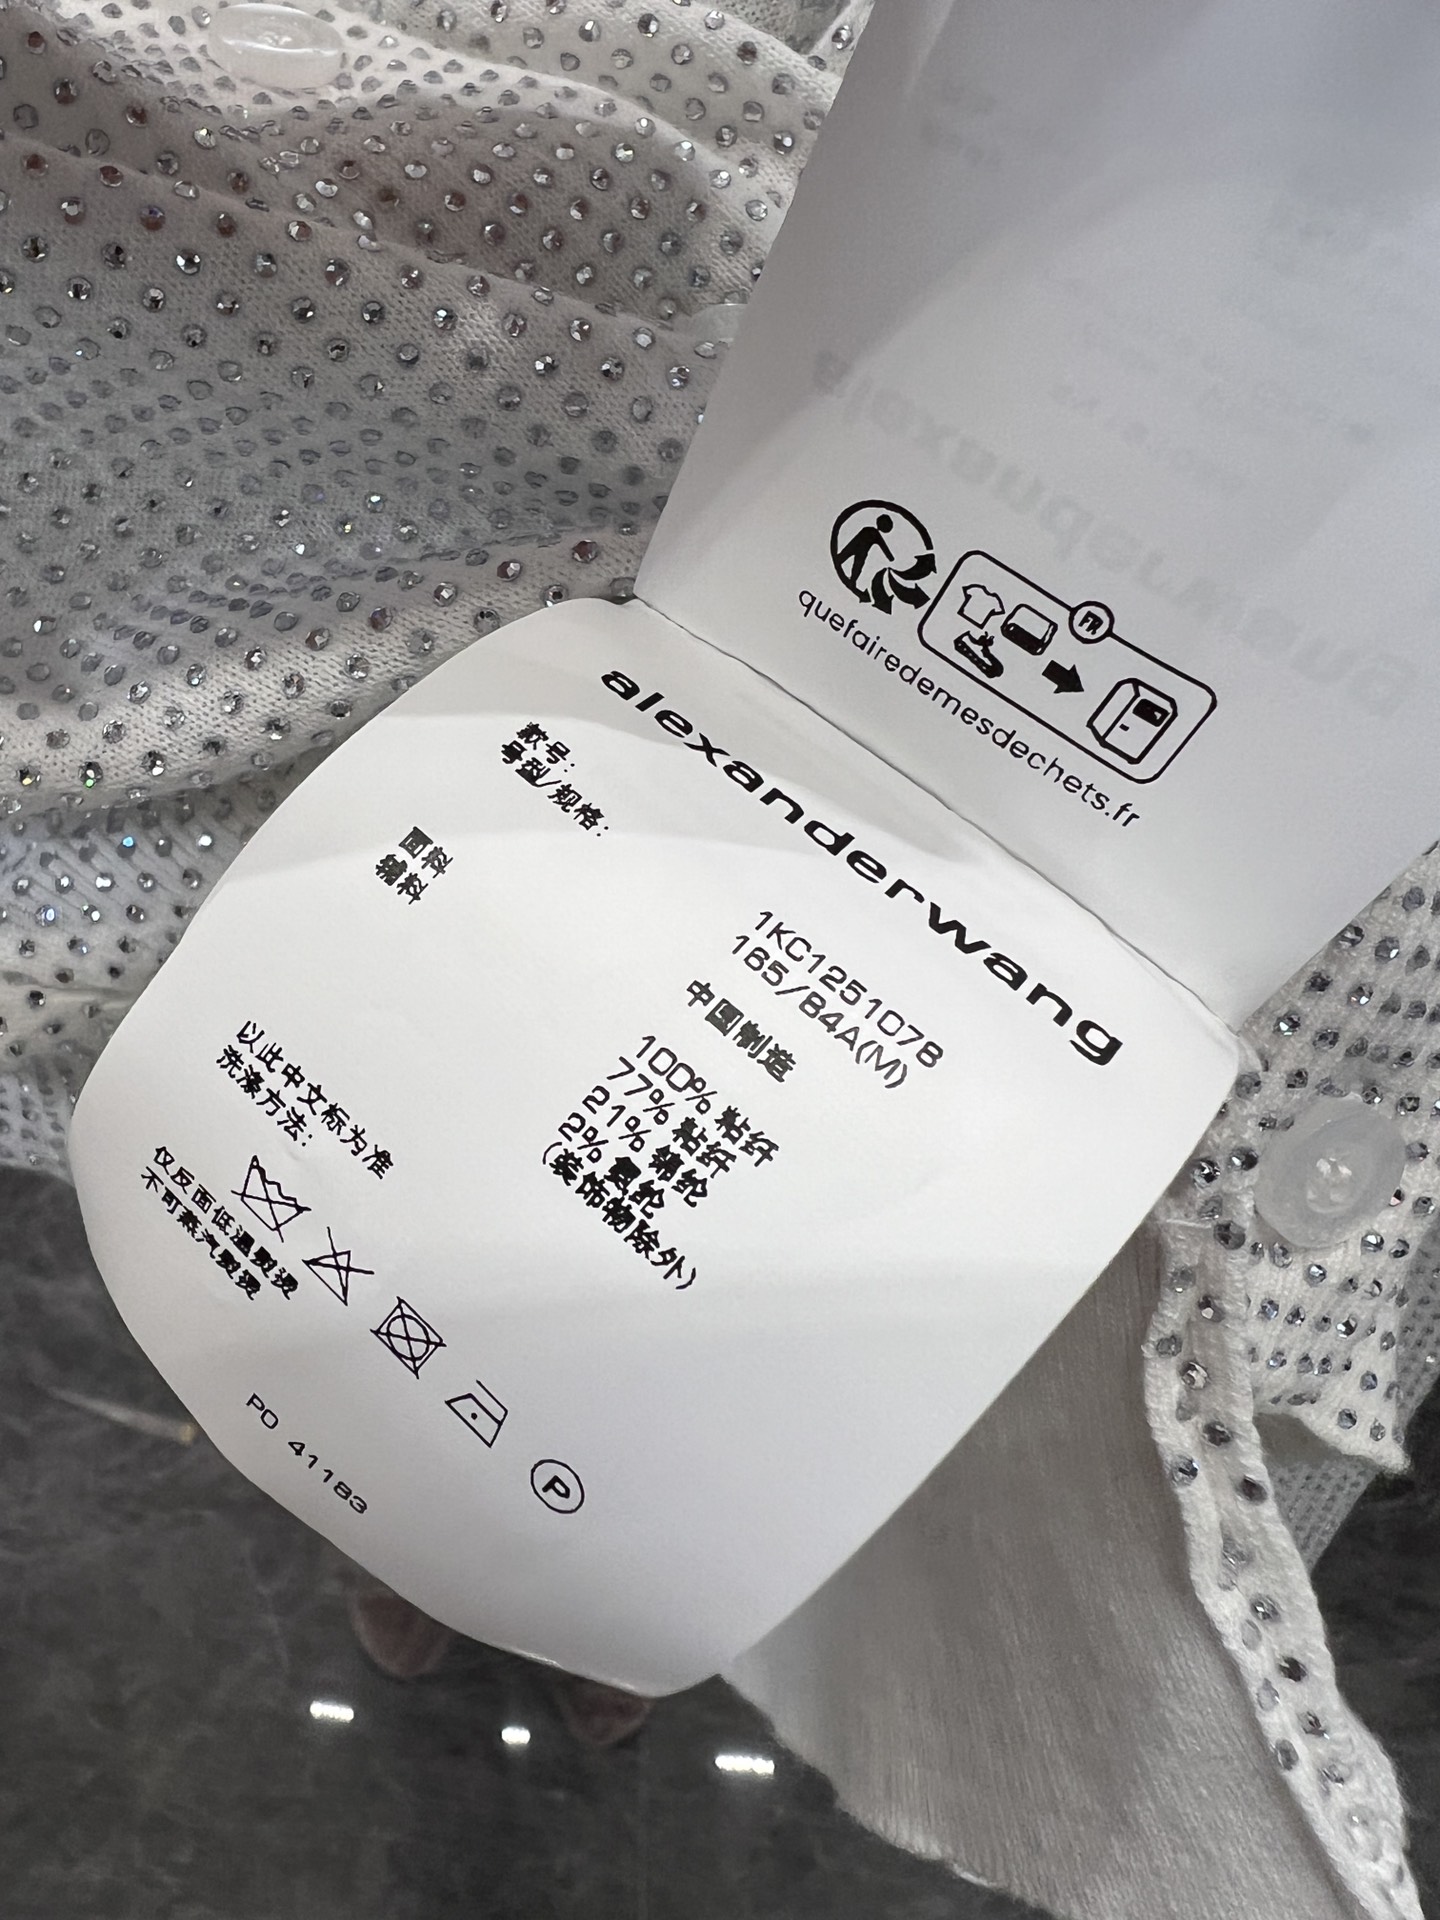 FR
quefairedemesdechets.fr
alexanderwang
款号: 1KC1251078
号型/规格: 165/84A(M)
中国制造
面料 100% 粘纤
辅料 77% 粘纤
21% 锦纶
2% 氨纶
(装饰物除外)
以此中文标为准
洗涤方法:
仅反面低温熨烫
不可蒸汽熨烫
P
PO 41183